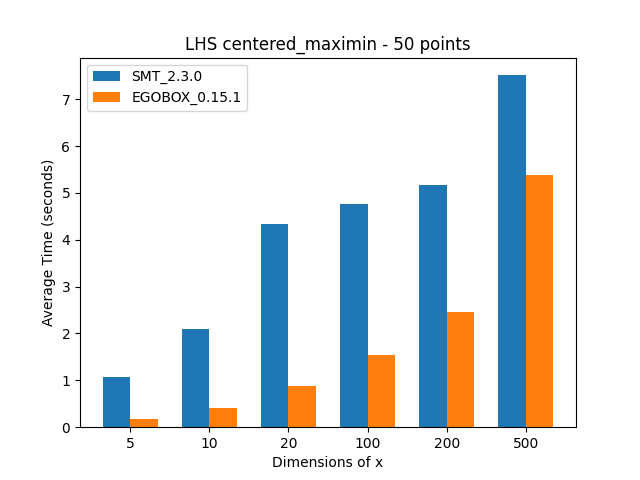 LHS centered_maximin - 50 points
SMT_2.3.0
EGOBOX_0.15.1
Average Time (seconds)
7
6
5
4
3
2
1
0
5 10 20 100 200 500
Dimensions of x